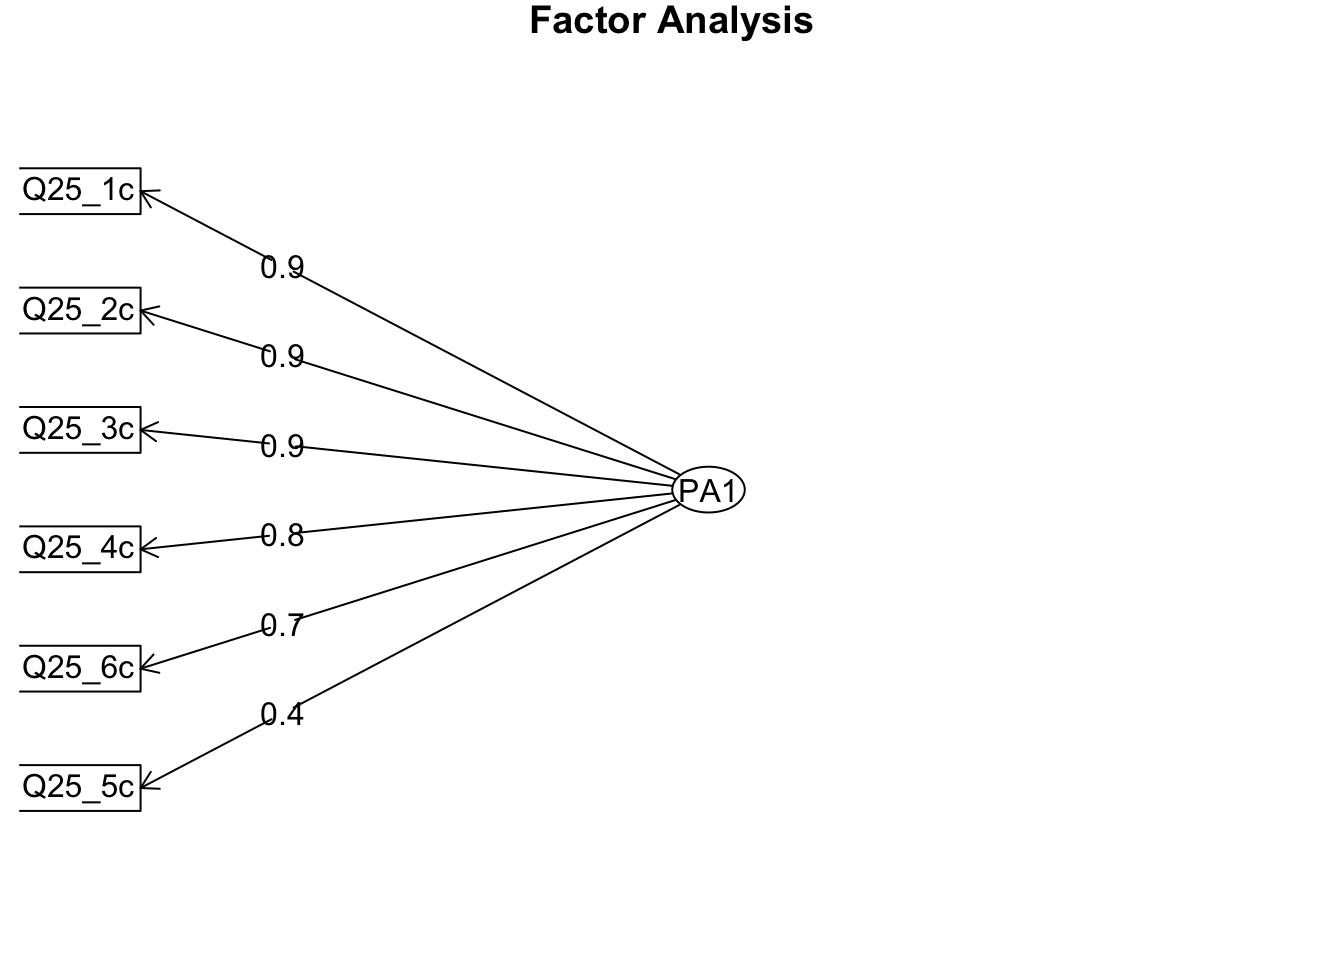 Factor Analysis
Q25_1c
0.9
Q25_2c
0.9
Q25_3c
0.9
PA1
Q25_4c
0.8
0.7
Q25_6c
0.4
Q25_5c